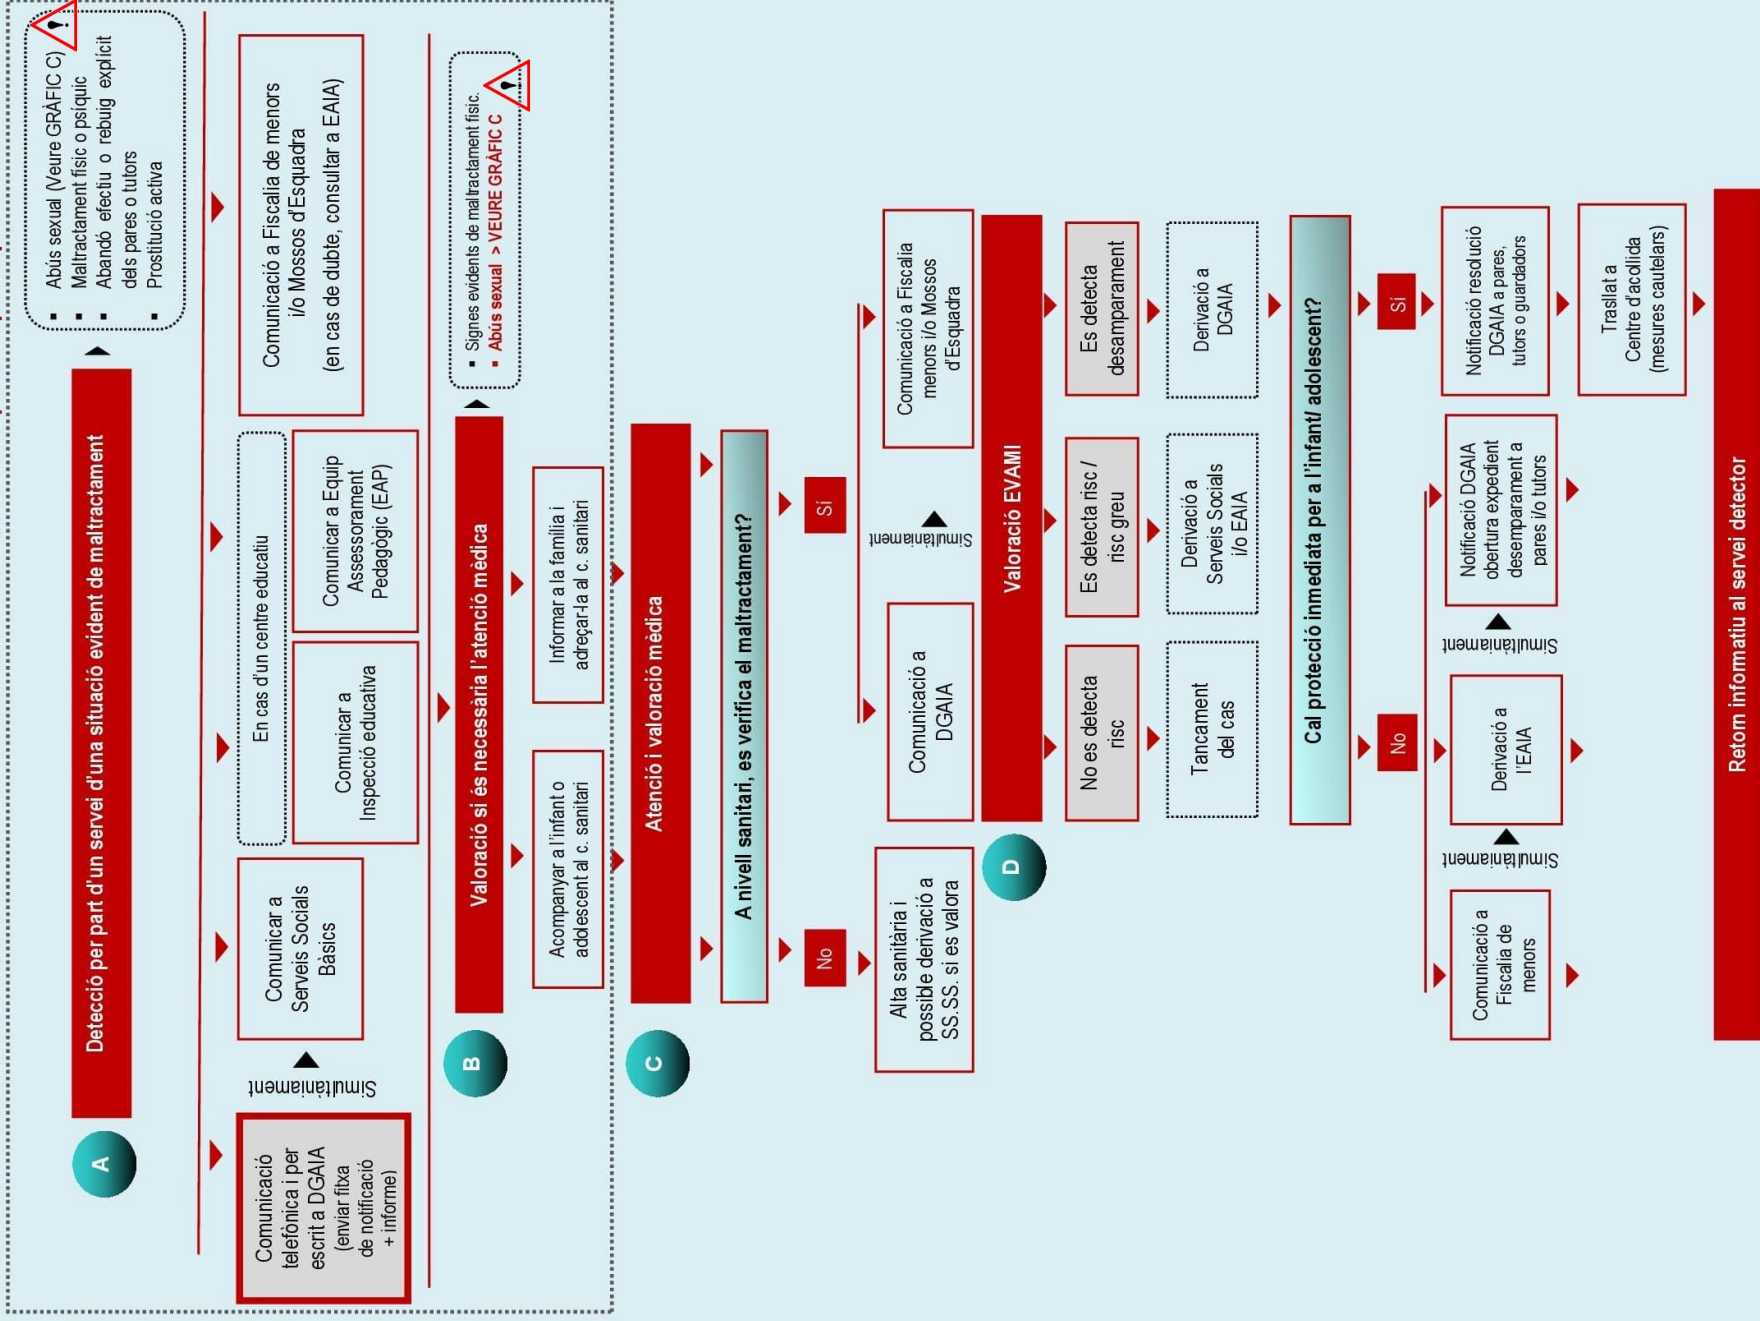 A
Detecció per part d'un servei d'una situació evident de maltractament
▪ Abús sexual (Veure GRÀFIC C)
▪ Maltractament físic o psíquic
▪ Abandó efectiu o rebuig explícit
dels pares o tutors
▪ Prostitució activa
!
Comunicació
telefònica i per
escrit a DGAIA
(enviar fitxa
de notificació
+ informe)
Simultàniament
Comunicar a
Serveis Socials
Bàsics
En cas d'un centre educatiu
Comunicar a
Inspecció educativa
Comunicar a Equip
Assessorament
Pedagògic (EAP)
Comunicació a Fiscalia de menors
i/o Mossos d'Esquadra
(en cas de dubte, consultar a EAIA)
B
Valoració si és necessària l'atenció mèdica
▪ Signes evidents de maltractament físic.
▪ Abús sexual > VEURE GRÀFIC C
!
Acompanyar a l'infant o
adolescent al c. sanitari
Informar a la família i
adreçar-la al c. sanitari
C
Atenció i valoració mèdica
A nivell sanitari, es verifica el maltractament?
No
Sí
Alta sanitària i
possible derivació a
SS.SS. si es valora
Comunicació a
DGAIA
Simultàniament
Comunicació a Fiscalia
menors i/o Mossos
d'Esquadra
D
Valoració EVAMI
No es detecta
risc
Es detecta risc /
risc greu
Es detecta
desamparament
Tancament
del cas
Derivació a
Serveis Socials
i/o EAIA
Derivació a
DGAIA
Cal protecció inmediata per a l'infant/ adolescent?
No
Sí
Comunicació a
Fiscalia de
menors
Simultàniament
Derivació a
l'EAIA
Simultàniament
Notificació DGAIA
obertura expedient
desemparament a
pares i/o tutors
Notificació resolució
DGAIA a pares,
tutors o guardadors
Trasllat a
Centre d'acollida
(mesures cautelars)
Retorn informatiu al servei detector